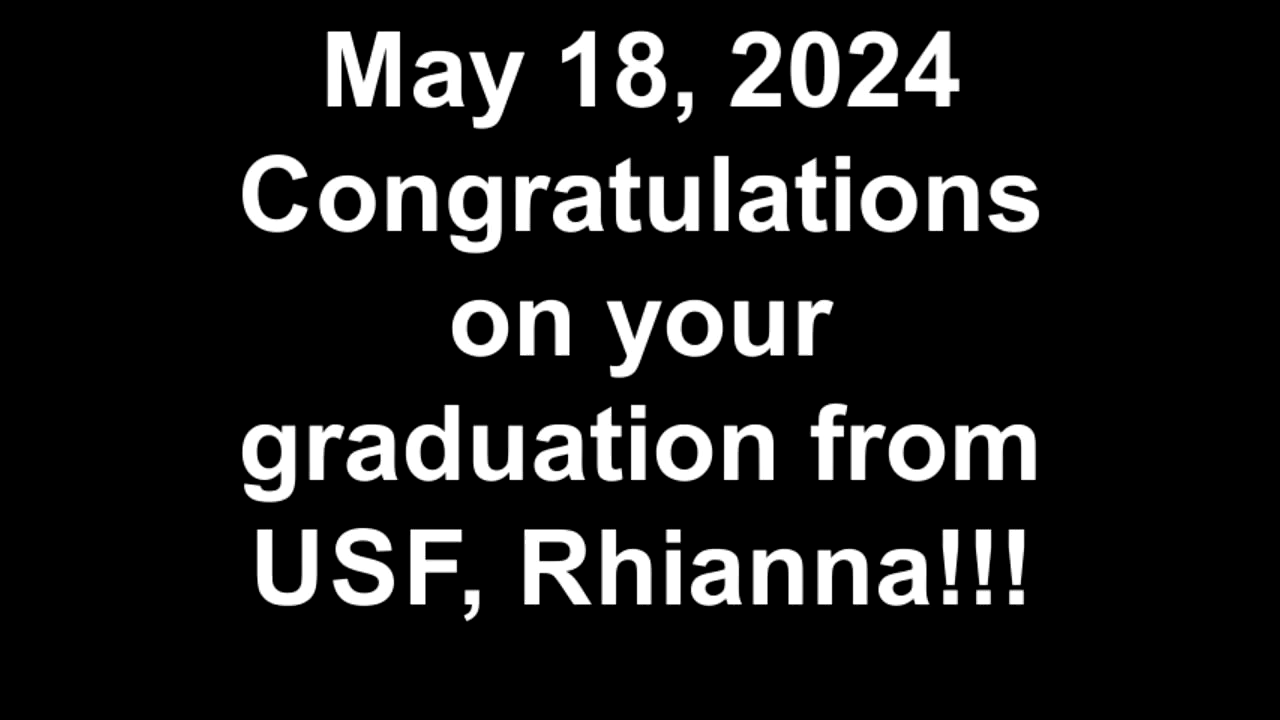 May 18, 2024
Congratulations
on your
graduation from
USF, Rhianna!!!